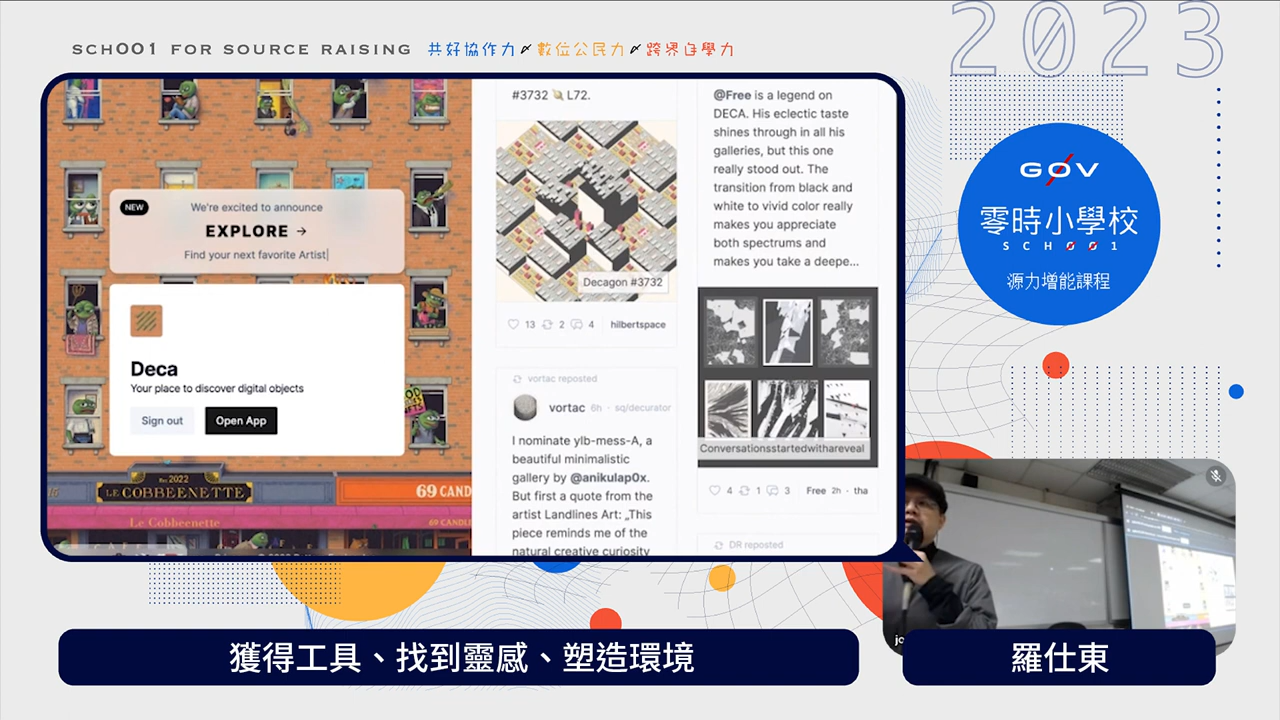 SCH001 FOR SOURCE RAISING 共好協作力〆數位公民力〆跨界自學力
2023
GØV
零時小學校
SCH001
源力增能課程
NEW
We're excited to announce
EXPLORE →
Find your next favorite Artist
Deca
Your place to discover digital objects
Sign out
Open App
Est. 2022
LE COBBEENETTE
69 CAND
Le Cobbeenette
69 CANDLE
#3732 L72.
Decagon #3732
13 2 4 hilbertspace
vortac reposted
vortac 6h · sq/decurator
I nominate ylb-mess-A, a
beautiful minimalistic
gallery by @anikulap0x.
But first a quote from the
artist Landlines Art: „This
piece reminds me of the
natural creative curiosity
@Free is a legend on
DECA. His eclectic taste
shines through in all his
galleries, but this one
really stood out. The
transition from black and
white to vivid color really
makes you appreciate
both spectrums and
makes you take a deepe...
Conversationsstartedwithareveal
4 1 3 Free 2h · tha
DR reposted
獲得工具、找到靈感、塑造環境
羅仕東